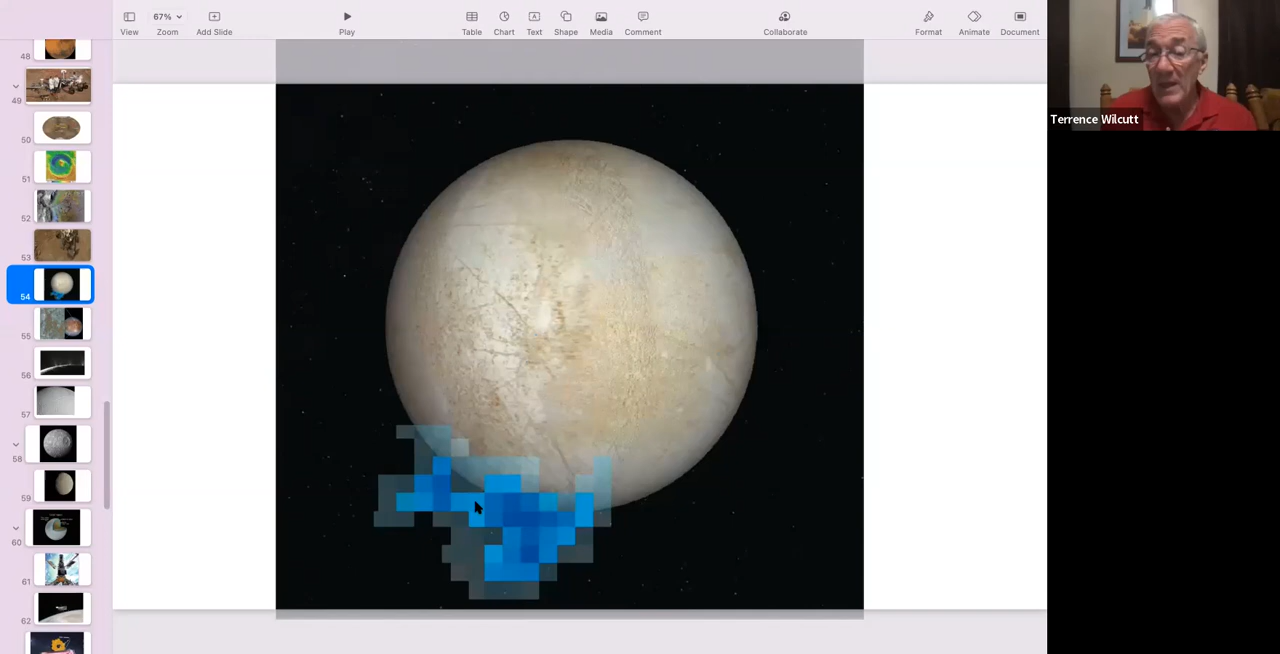 67%
View
Zoom
Add Slide
Play
Table
Chart
Text
Shape
Media
Comment
Collaborate
Format
Animate
Document
Terrence Wilcutt
48
49
50
51
52
53
54
55
56
57
58
59
60
61
62